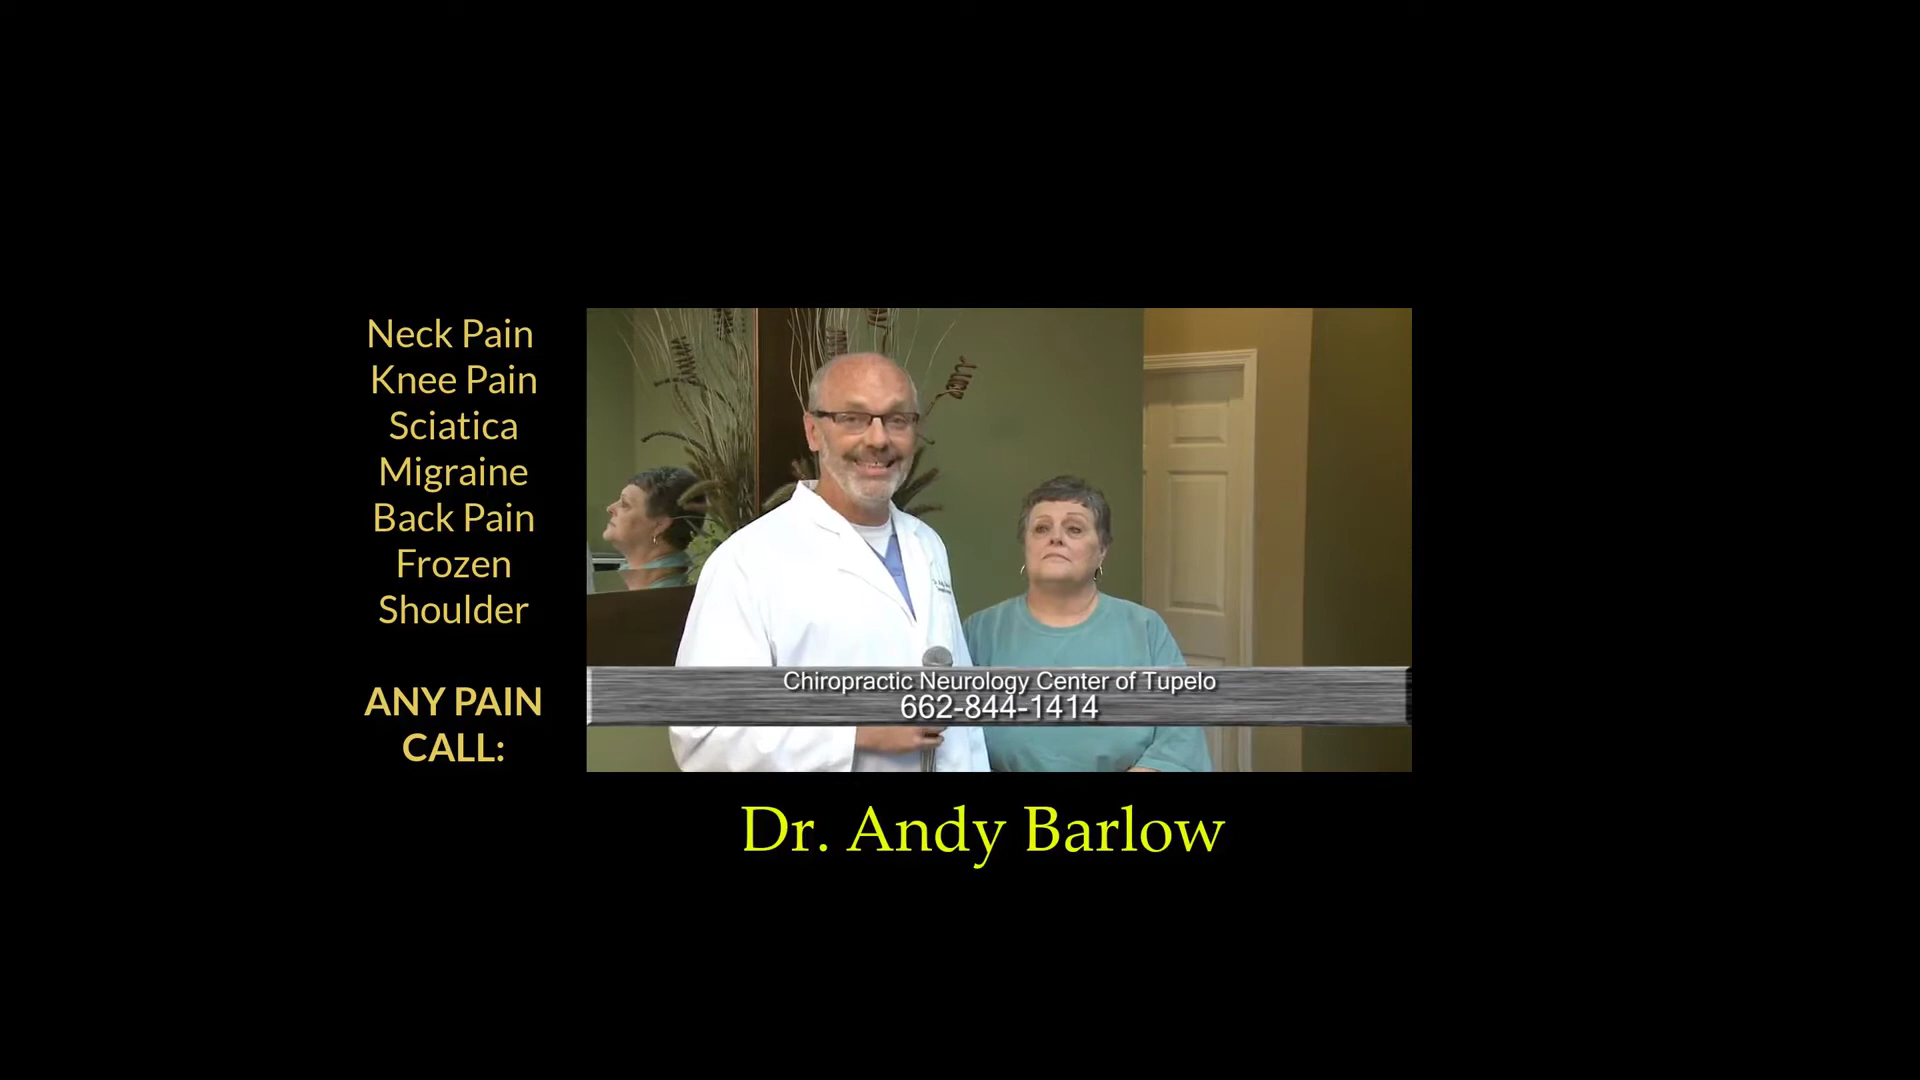 Neck Pain
Knee Pain
Sciatica
Migraine
Back Pain
Frozen
Shoulder
ANY PAIN
CALL:
Chiropractic Neurology Center of Tupelo
662-844-1414
Dr. Andy Barlow